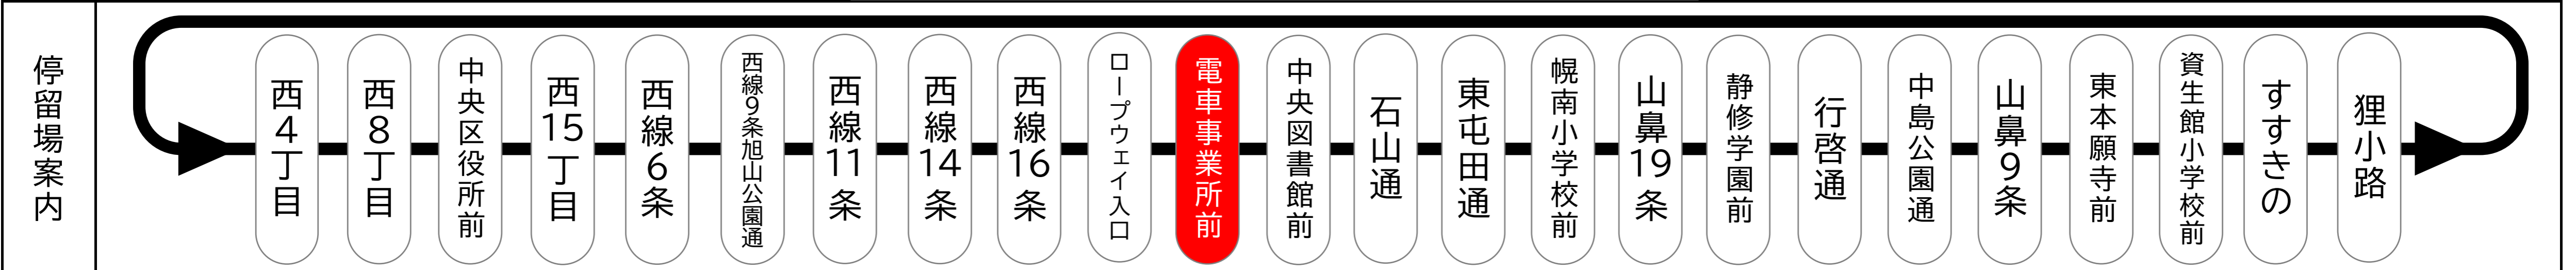 停留場案内
西4丁目
西8丁目
中央区役所前
西15丁目
西線6条
西線9条旭山公園通
西線11条
西線14条
西線16条
ロープウェイ入口
電車事業所前
中央図書館前
石山通
東屯田通
幌南小学校前
山鼻19条
静修学園前
行啓通
中島公園通
山鼻9条
東本願寺前
資生館小学校前
すすきの
狸小路